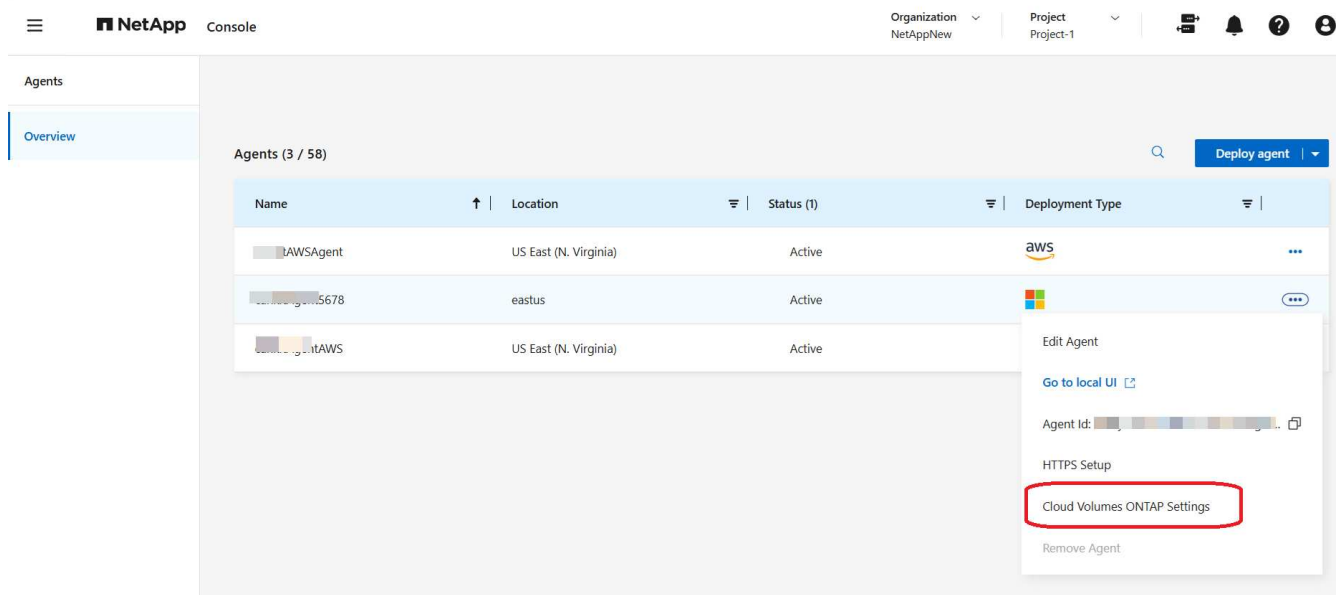 NetApp Console
Organization
NetAppNew
Project
Project-1
Agents
Overview
Agents (3 / 58)
Deploy agent
Name Location Status (1) Deployment Type
tAWSAgent US East (N. Virginia) Active aws
5678 eastus Active
tAWS US East (N. Virginia) Active
Edit Agent
Go to local UI
Agent Id:
HTTPS Setup
Cloud Volumes ONTAP Settings
Remove Agent